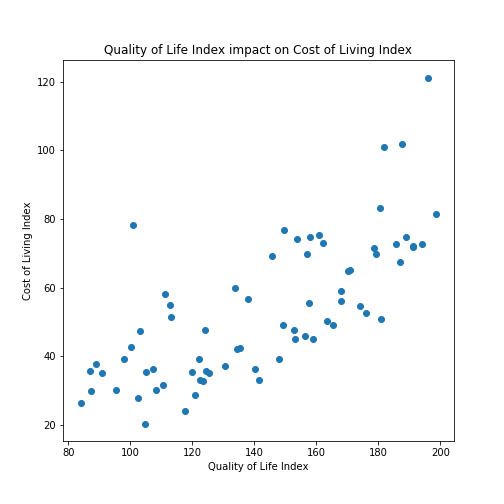 Quality of Life Index impact on Cost of Living Index
120
100
80
60
40
20
Cost of Living Index
80 100 120 140 160 180 200
Quality of Life Index